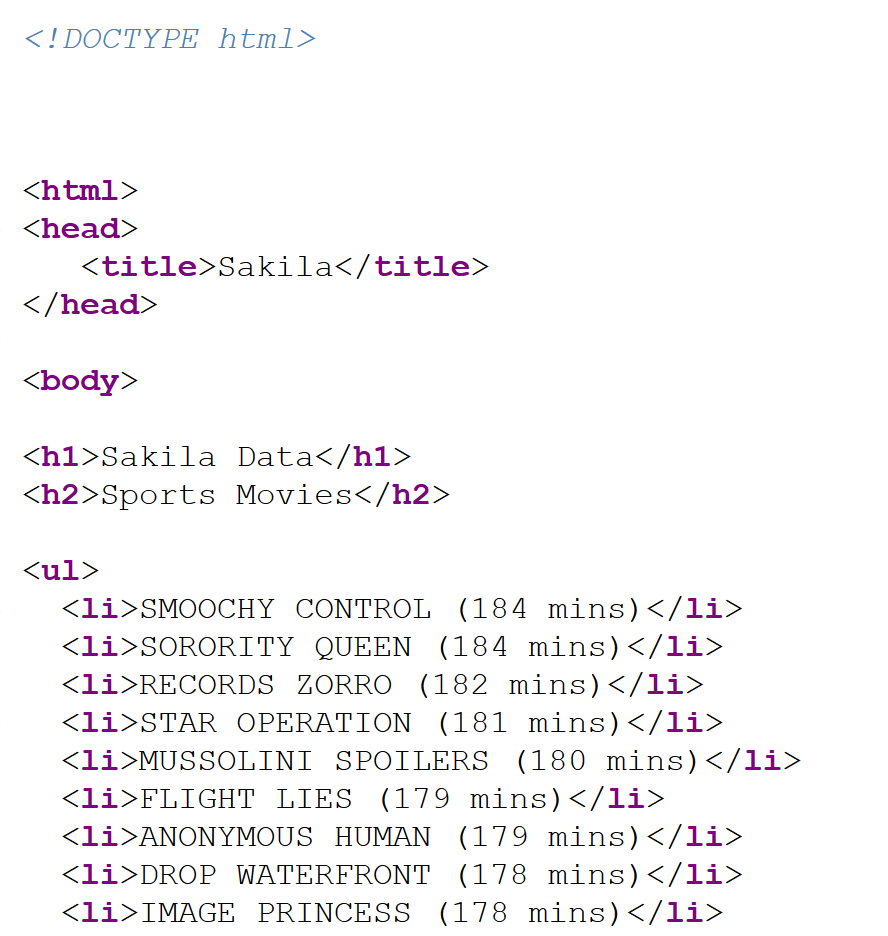 <!DOCTYPE html>
<html>
<head>
<title>Sakila</title>
</head>
<body>
<h1>Sakila Data</h1>
<h2>Sports Movies</h2>
<ul>
<li>SMOOCHY CONTROL (184 mins)</li>
<li>SORORITY QUEEN (184 mins)</li>
<li>RECORDS ZORRO (182 mins)</li>
<li>STAR OPERATION (181 mins)</li>
<li>MUSSOLINI SPOILERS (180 mins)</li>
<li>FLIGHT LIES (179 mins)</li>
<li>ANONYMOUS HUMAN (179 mins)</li>
<li>DROP WATERFRONT (178 mins)</li>
<li>IMAGE PRINCESS (178 mins)</li>